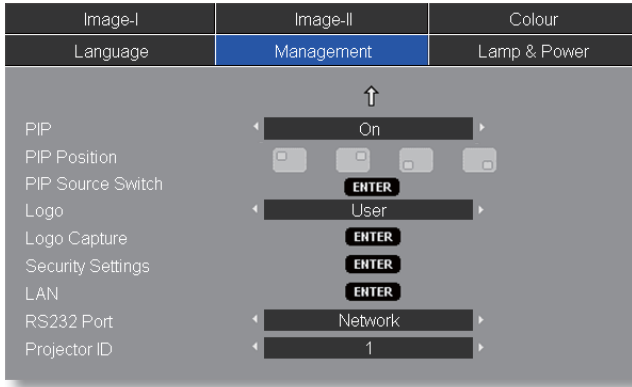 Image-I Image-II Colour
Language Management Lamp & Power
PIP On
PIP Position
PIP Source Switch ENTER
Logo User
Logo Capture ENTER
Security Settings ENTER
LAN ENTER
RS232 Port Network
Projector ID 1